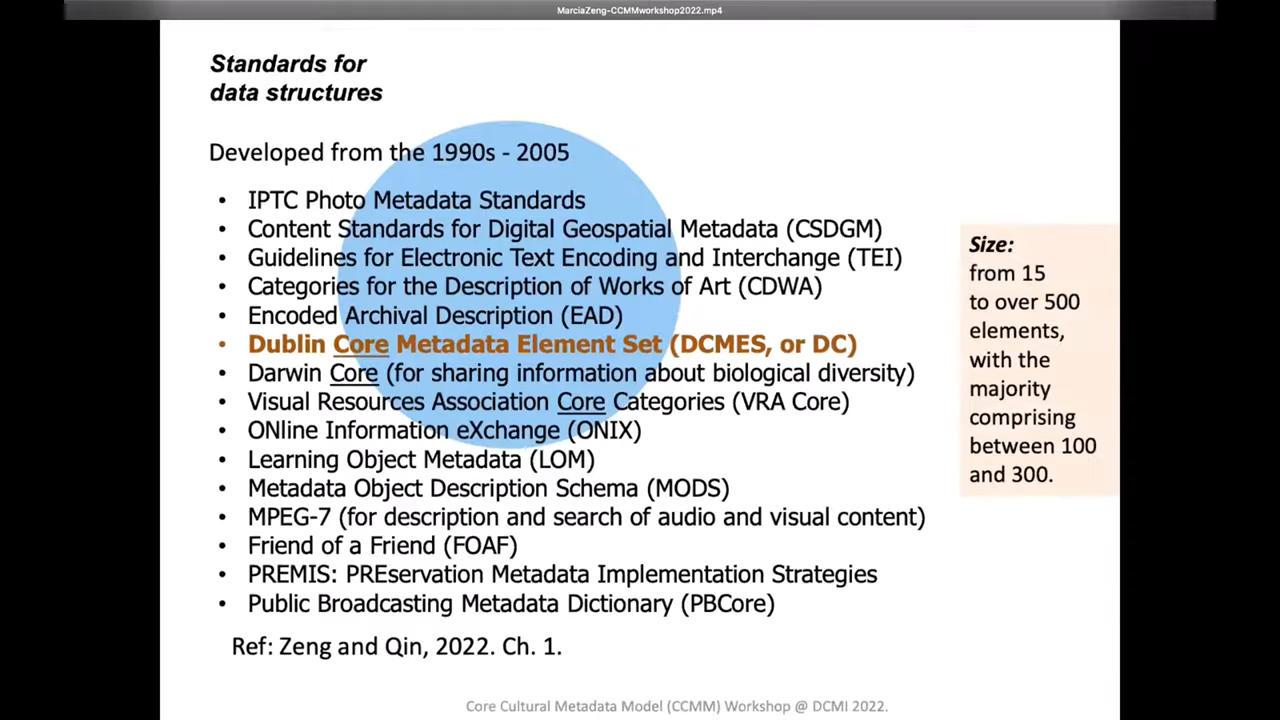 MarciaZeng-CCMMworkshop2022.mp4
Standards for
data structures
Developed from the 1990s - 2005
• IPTC Photo Metadata Standards
• Content Standards for Digital Geospatial Metadata (CSDGM)
• Guidelines for Electronic Text Encoding and Interchange (TEI)
• Categories for the Description of Works of Art (CDWA)
• Encoded Archival Description (EAD)
• Dublin Core Metadata Element Set (DCMES, or DC)
• Darwin Core (for sharing information about biological diversity)
• Visual Resources Association Core Categories (VRA Core)
• ONline Information eXchange (ONIX)
• Learning Object Metadata (LOM)
• Metadata Object Description Schema (MODS)
• MPEG-7 (for description and search of audio and visual content)
• Friend of a Friend (FOAF)
• PREMIS: PREservation Metadata Implementation Strategies
• Public Broadcasting Metadata Dictionary (PBCore)
Ref: Zeng and Qin, 2022. Ch. 1.
Size:
from 15
to over 500
elements,
with the
majority
comprising
between 100
and 300.
Core Cultural Metadata Model (CCMM) Workshop @ DCMI 2022.